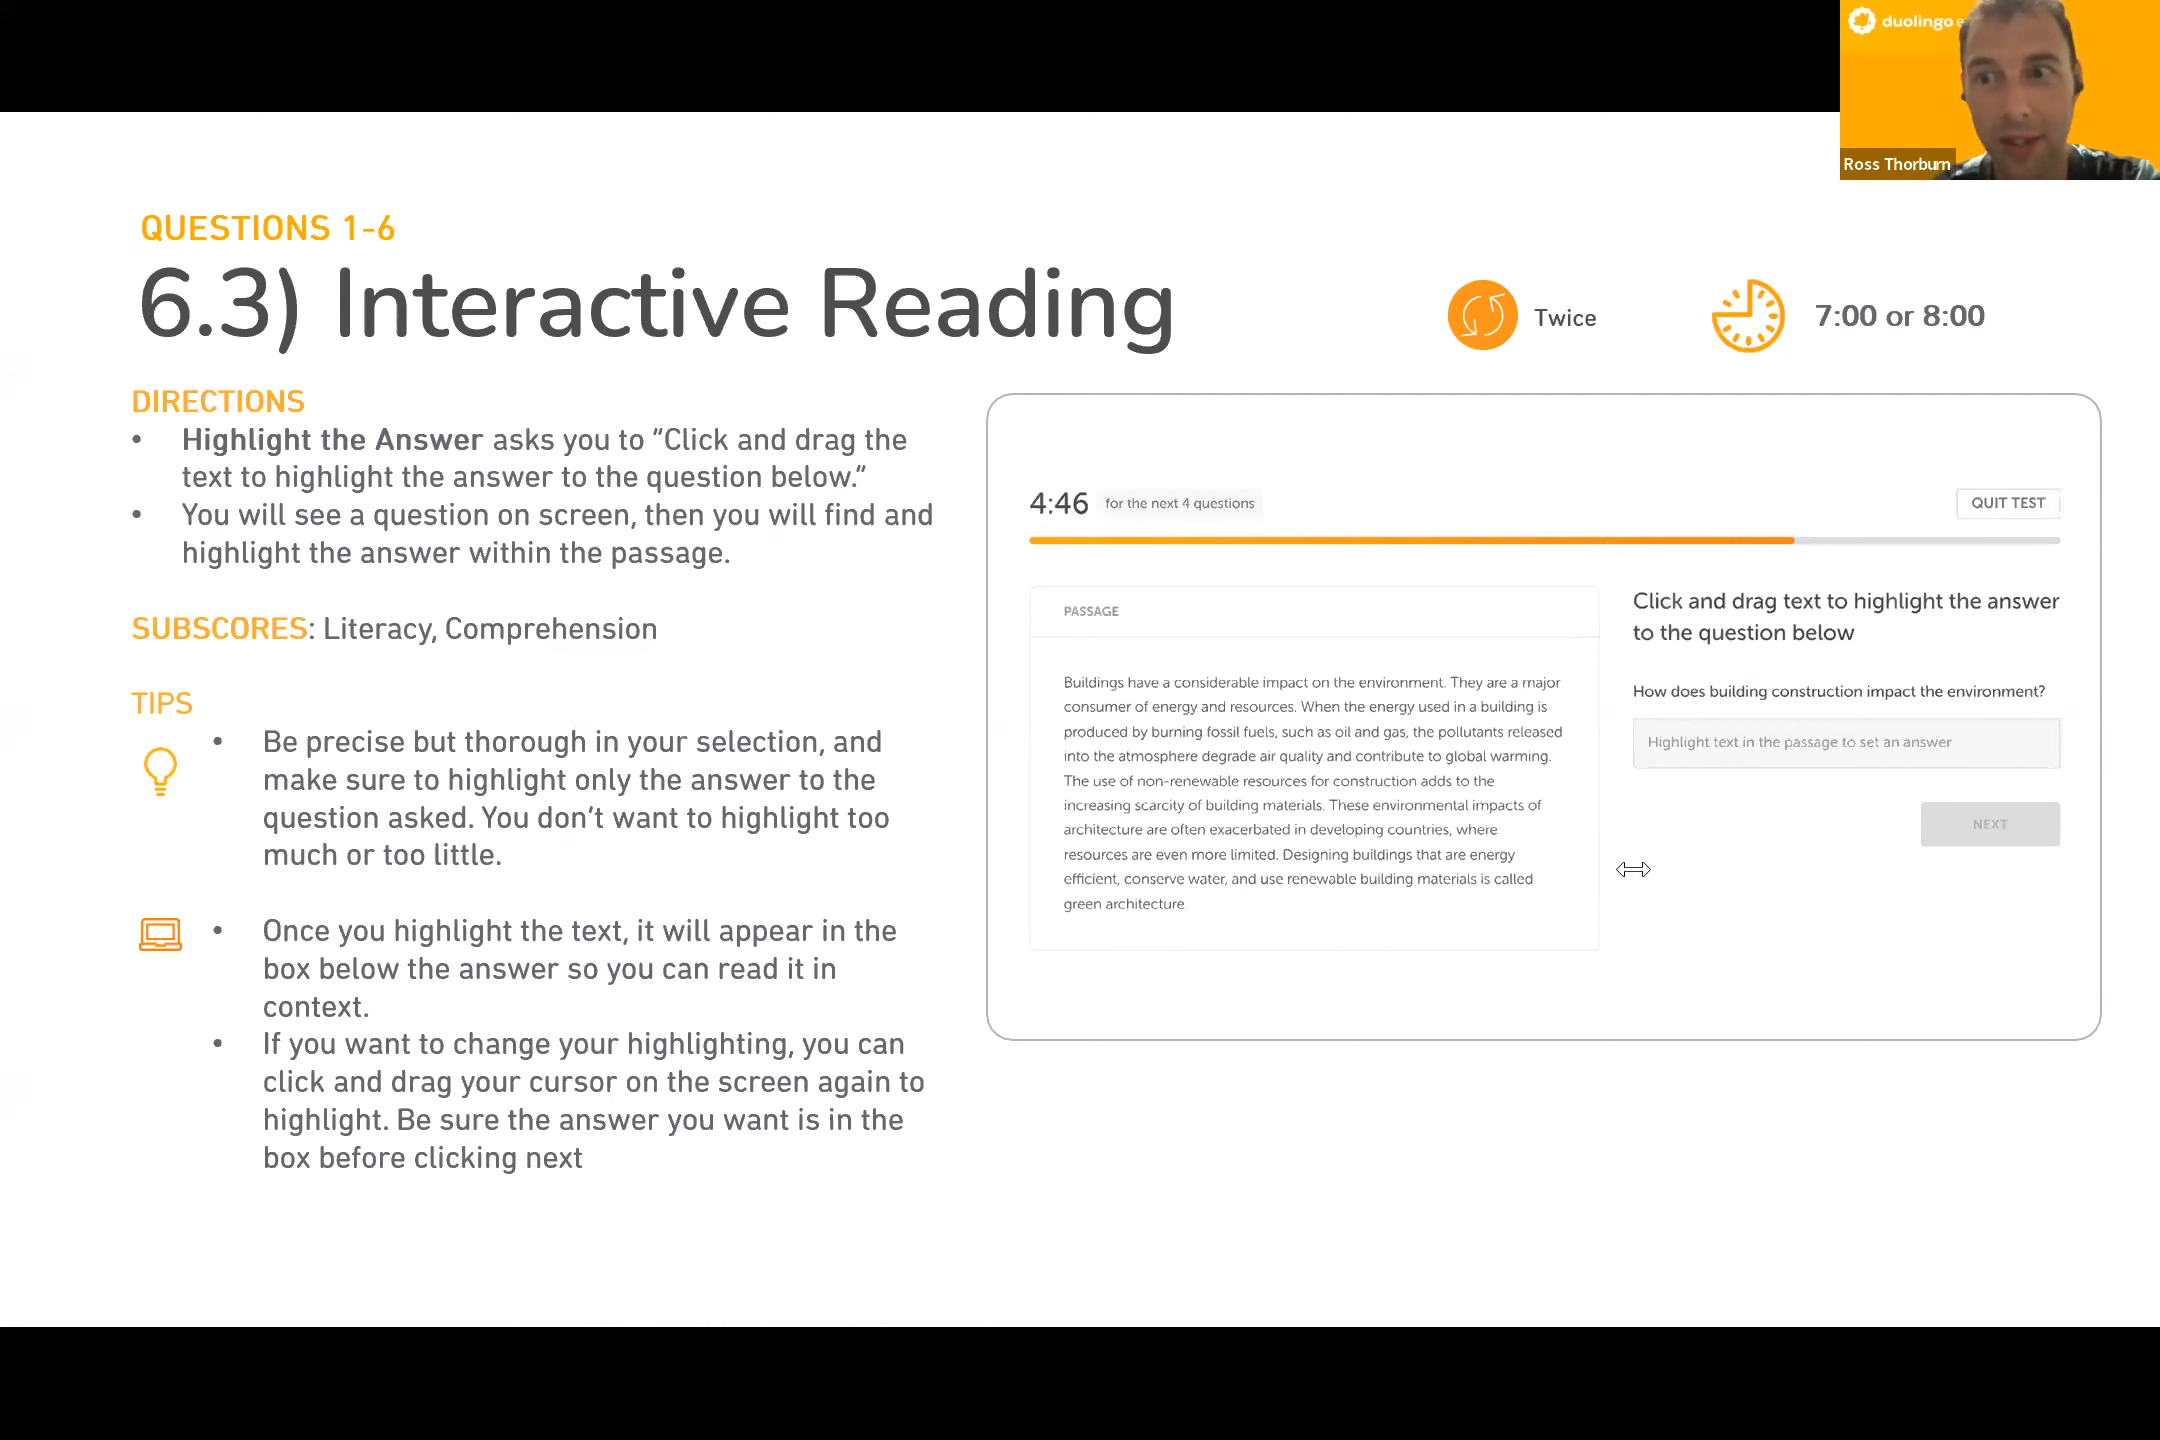 duolingo
Ross Thorburn
QUESTIONS 1-6
6.3) Interactive Reading
Twice
7:00 or 8:00
DIRECTIONS
• Highlight the Answer asks you to “Click and drag the
text to highlight the answer to the question below.”
• You will see a question on screen, then you will find and
highlight the answer within the passage.
SUBSCORES: Literacy, Comprehension
TIPS
• Be precise but thorough in your selection, and
make sure to highlight only the answer to the
question asked. You don’t want to highlight too
much or too little.
• Once you highlight the text, it will appear in the
box below the answer so you can read it in
context.
• If you want to change your highlighting, you can
click and drag your cursor on the screen again to
highlight. Be sure the answer you want is in the
box before clicking next
4:46 for the next 4 questions
QUIT TEST
PASSAGE
Buildings have a considerable impact on the environment. They are a major
consumer of energy and resources. When the energy used in a building is
produced by burning fossil fuels, such as oil and gas, the pollutants released
into the atmosphere degrade air quality and contribute to global warming.
The use of non-renewable resources for construction adds to the
increasing scarcity of building materials. These environmental impacts of
architecture are often exacerbated in developing countries, where
resources are even more limited. Designing buildings that are energy
efficient, conserve water, and use renewable building materials is called
green architecture.
Click and drag text to highlight the answer
to the question below
How does building construction impact the environment?
Highlight text in the passage to set an answer
NEXT